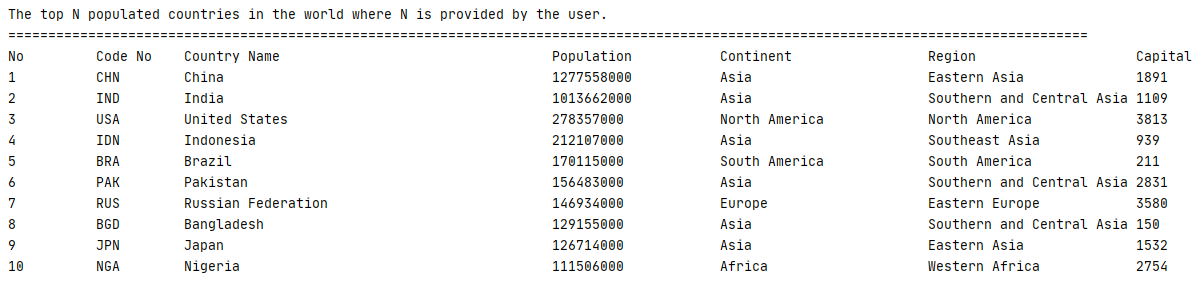 The top N populated countries in the world where N is provided by the user.
=======================================================================================================================================
No Code No Country Name Population Continent Region Capital
1 CHN China 1277558000 Asia Eastern Asia 1891
2 IND India 1013662000 Asia Southern and Central Asia 1109
3 USA United States 278357000 North America North America 3813
4 IDN Indonesia 212107000 Asia Southeast Asia 939
5 BRA Brazil 170115000 South America South America 211
6 PAK Pakistan 156483000 Asia Southern and Central Asia 2831
7 RUS Russian Federation 146934000 Europe Eastern Europe 3580
8 BGD Bangladesh 129155000 Asia Southern and Central Asia 150
9 JPN Japan 126714000 Asia Eastern Asia 1532
10 NGA Nigeria 111506000 Africa Western Africa 2754